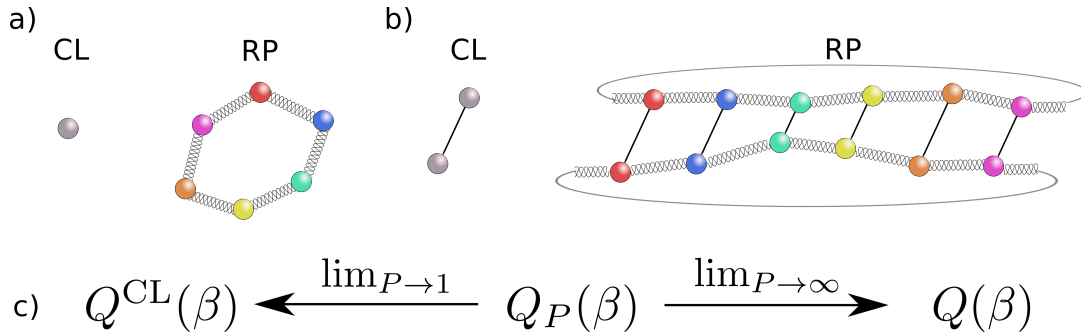 a)
CL
RP
b)
CL
RP
c) Q^CL(β) lim_{P→1} Q_P(β) lim_{P→∞} Q(β)